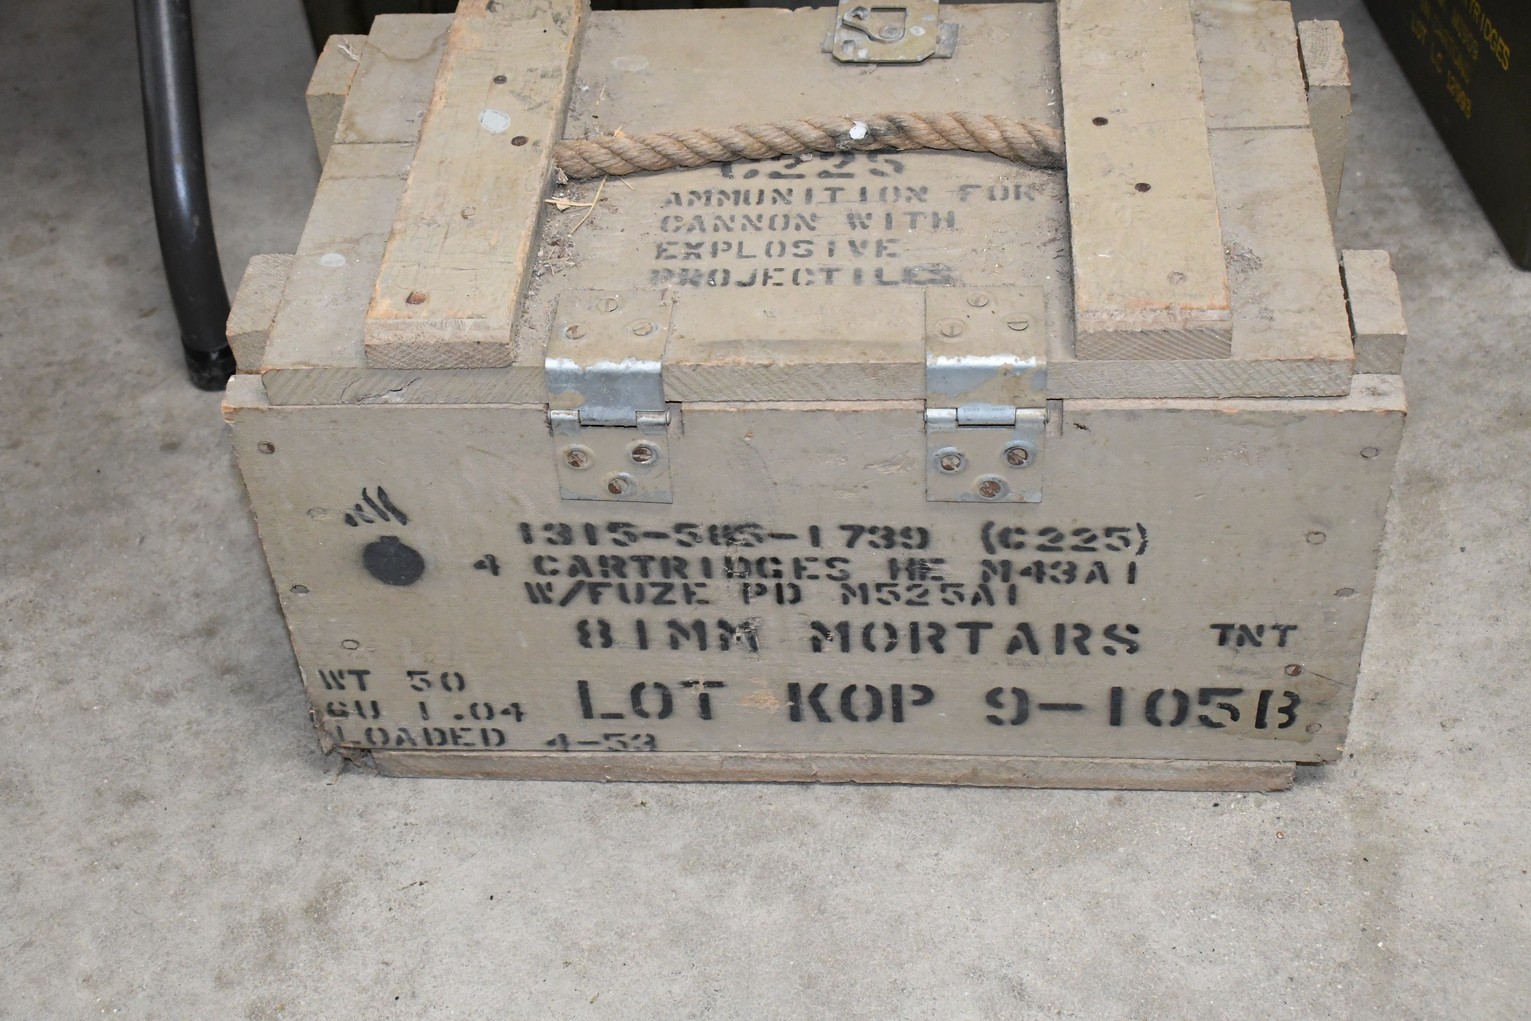 C225
AMMUNITION FOR
CANNON WITH
EXPLOSIVE
PROJECTILES
1315-585-1739 (C225)
4 CARTRIDGES HE M43A1
W/FUZE PD M525A1
81MM MORTARS TNT
WT 50
CU 1.04
LOT KOP 9-105B
LOADED 4-53